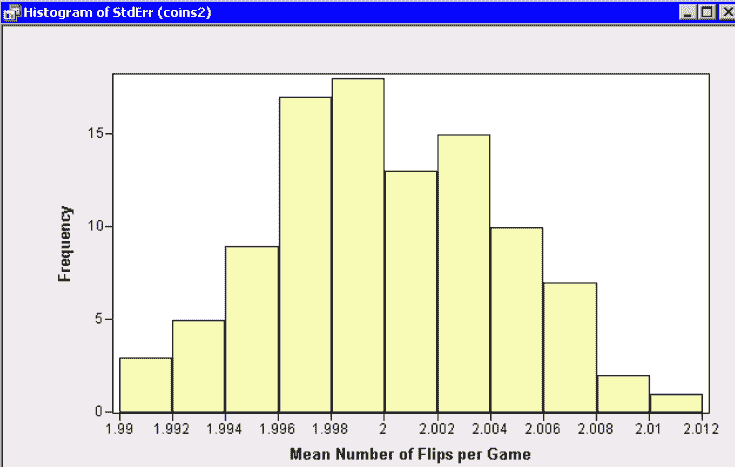 Histogram of StdErr (coins2)
Frequency
15
10
5
0
1.99 1.992 1.994 1.996 1.998 2 2.002 2.004 2.006 2.008 2.01 2.012
Mean Number of Flips per Game